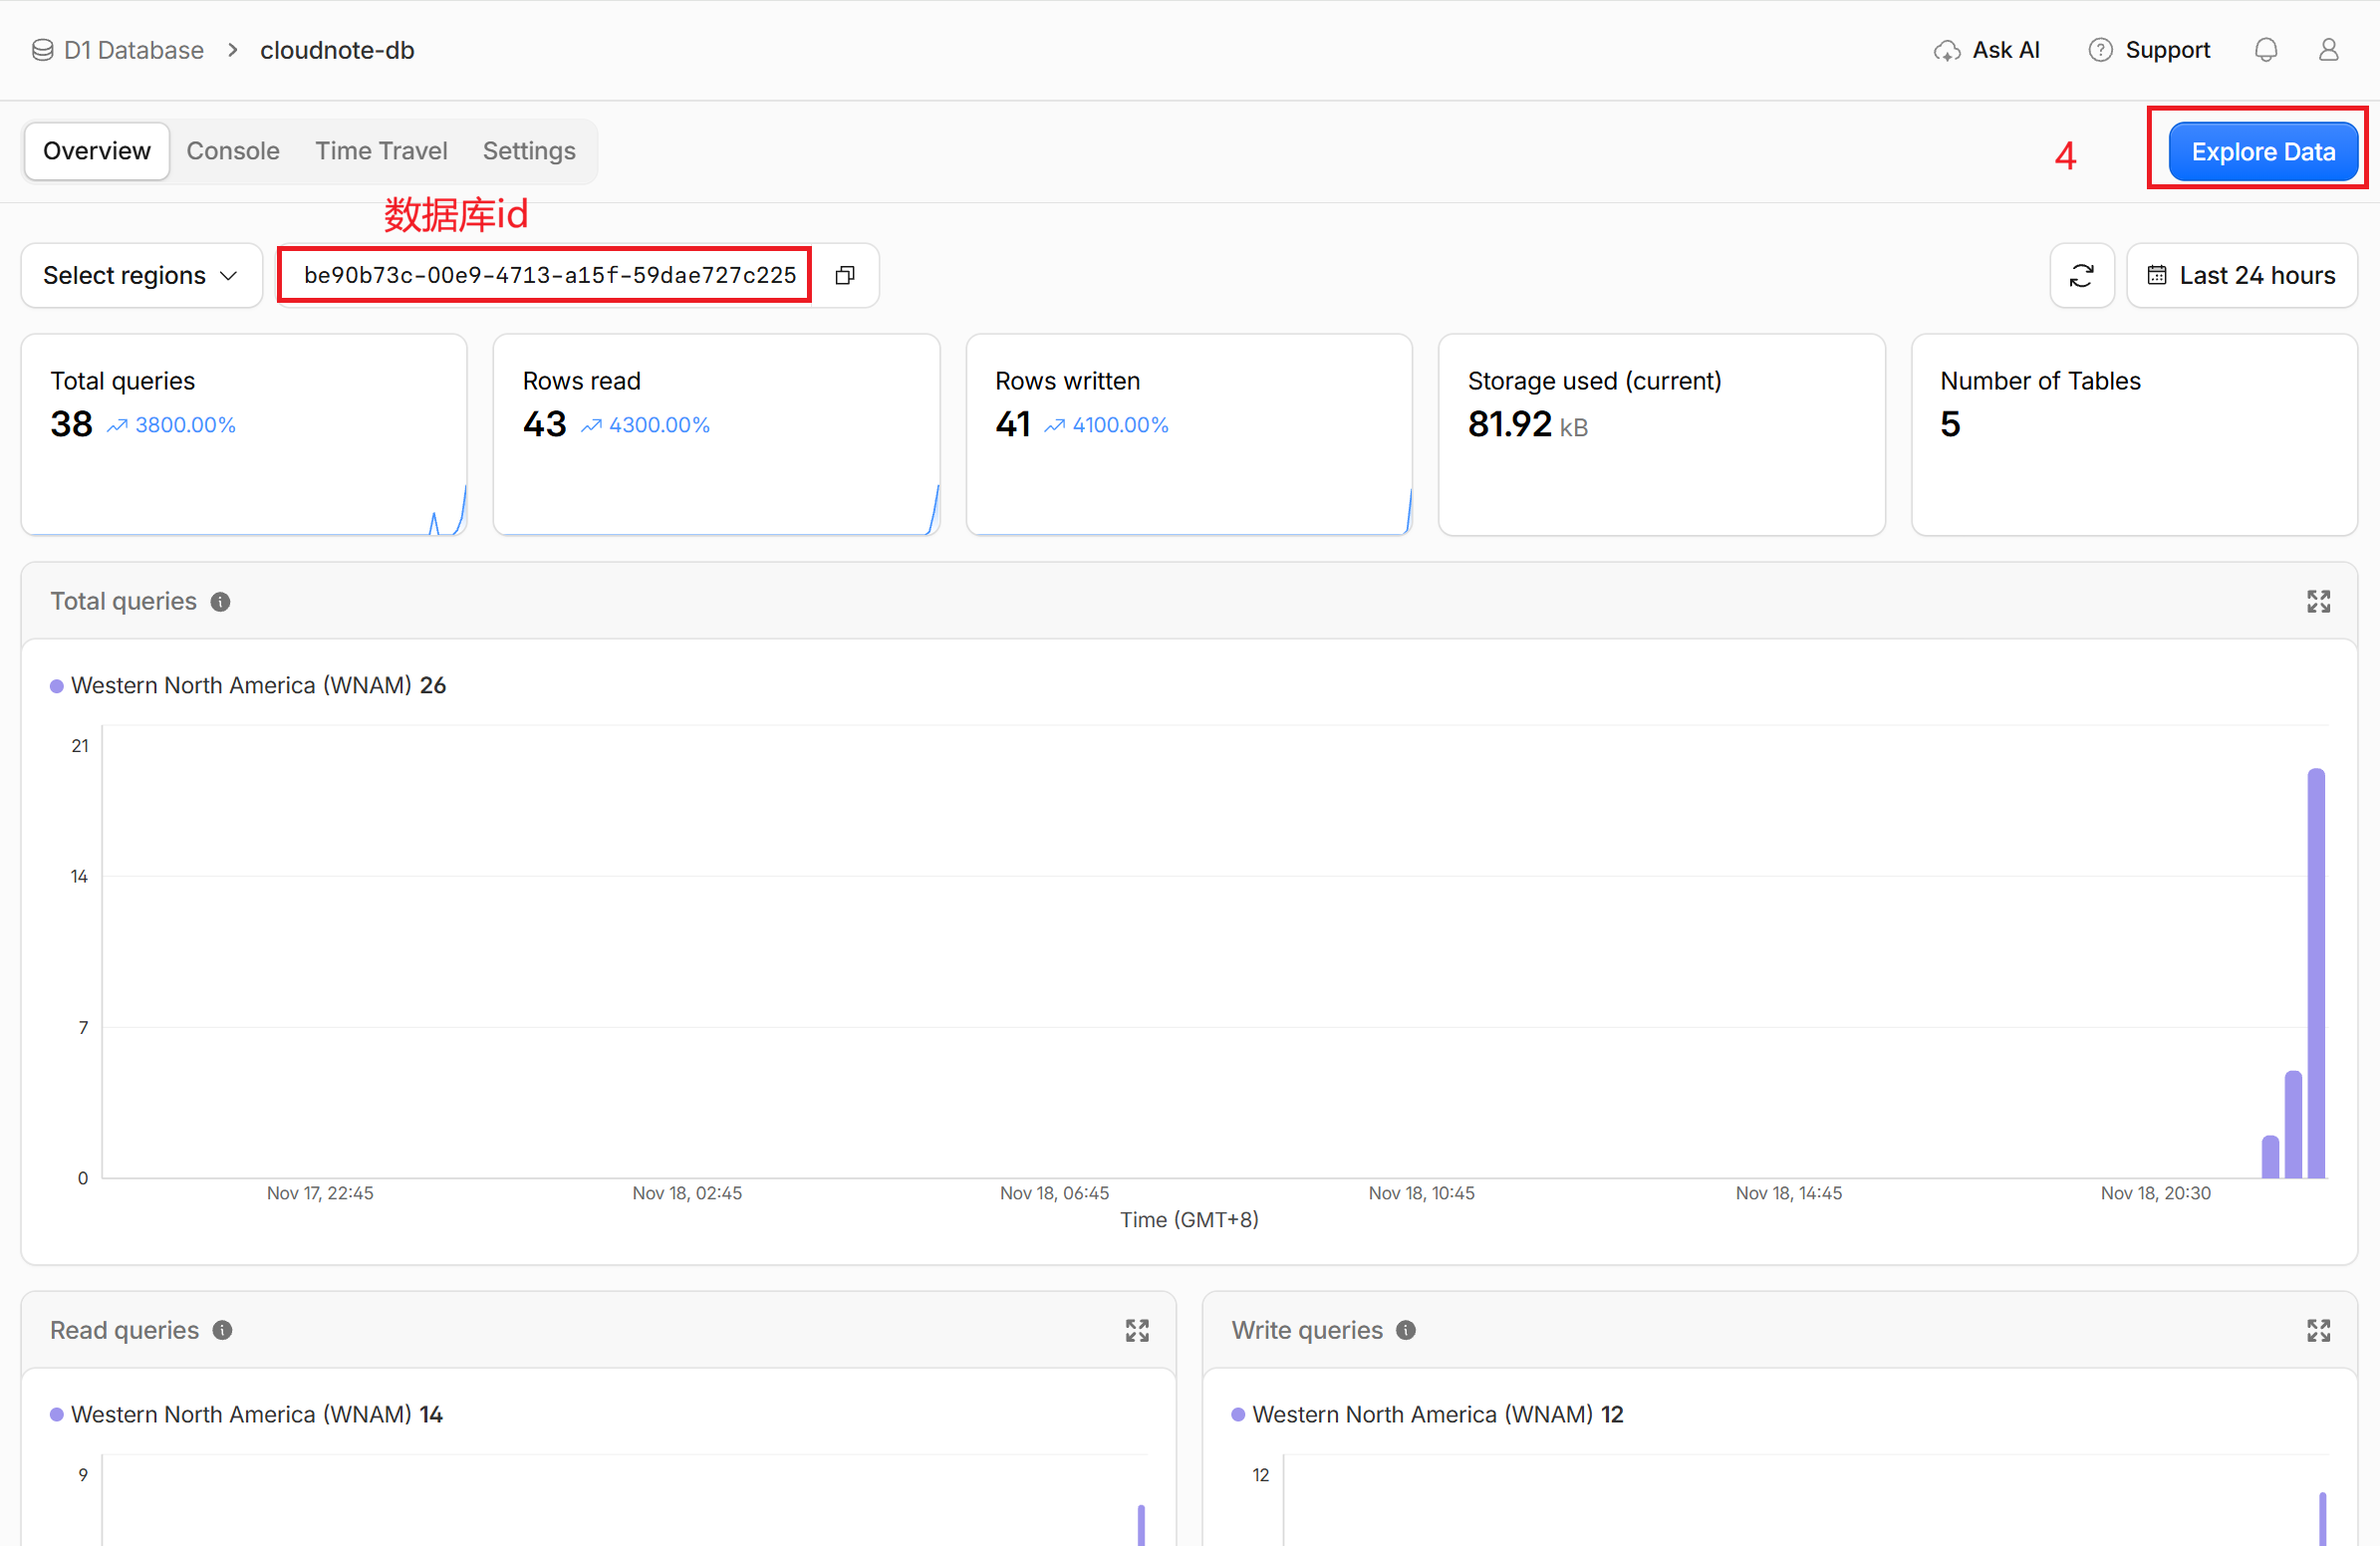 D1 Database > cloudnote-db
Ask AI
Support
Overview
Console
Time Travel
Settings
4
Explore Data
数据库id
Select regions
be90b73c-00e9-4713-a15f-59dae727c225
Last 24 hours
Total queries
38 3800.00%
Rows read
43 4300.00%
Rows written
41 4100.00%
Storage used (current)
81.92 kB
Number of Tables
5
Total queries
Western North America (WNAM) 26
21
14
7
0
Nov 17, 22:45
Nov 18, 02:45
Nov 18, 06:45
Nov 18, 10:45
Nov 18, 14:45
Nov 18, 20:30
Time (GMT+8)
Read queries
Western North America (WNAM) 14
9
Write queries
Western North America (WNAM) 12
12